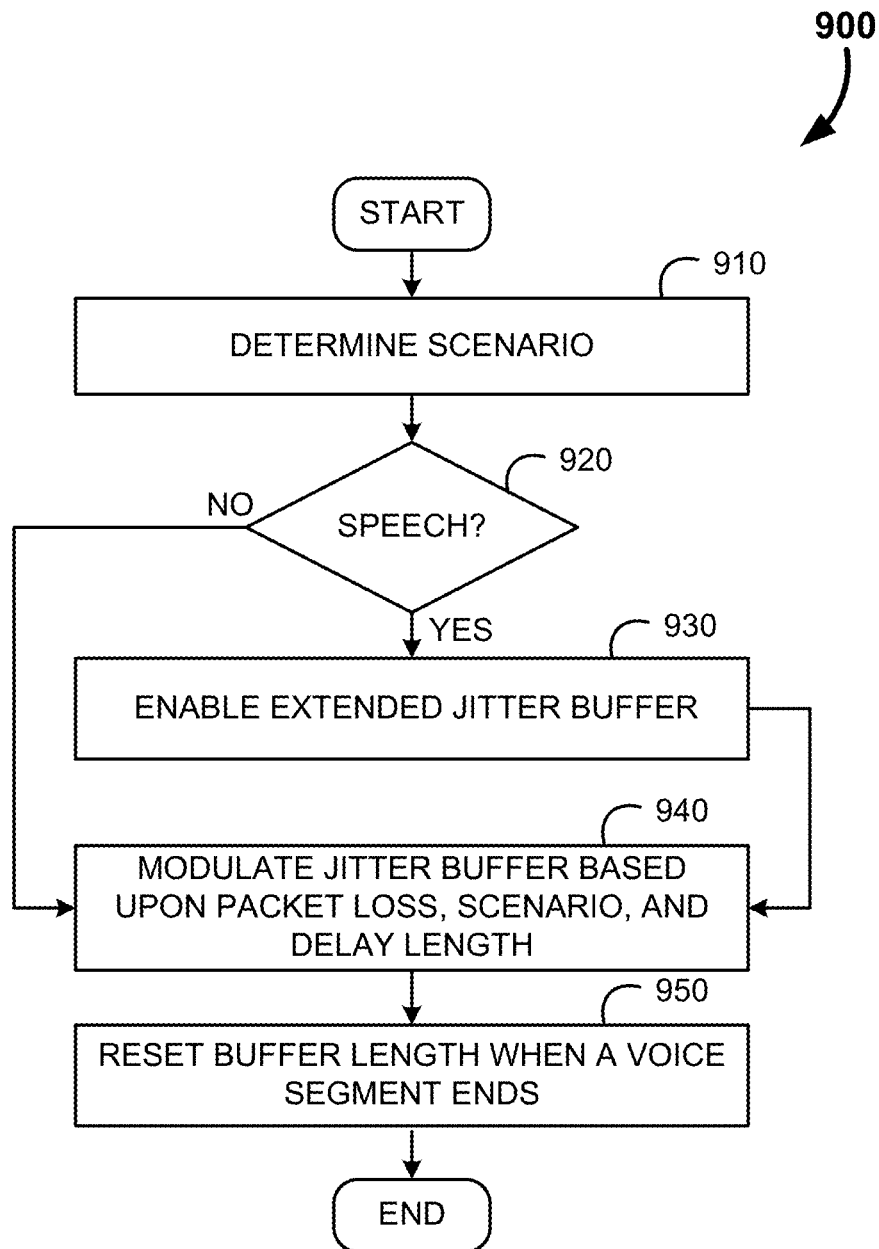 900
START
910
DETERMINE SCENARIO
920
NO
SPEECH?
YES
930
ENABLE EXTENDED JITTER BUFFER
940
MODULATE JITTER BUFFER BASED
UPON PACKET LOSS, SCENARIO, AND
DELAY LENGTH
950
RESET BUFFER LENGTH WHEN A VOICE
SEGMENT ENDS
END